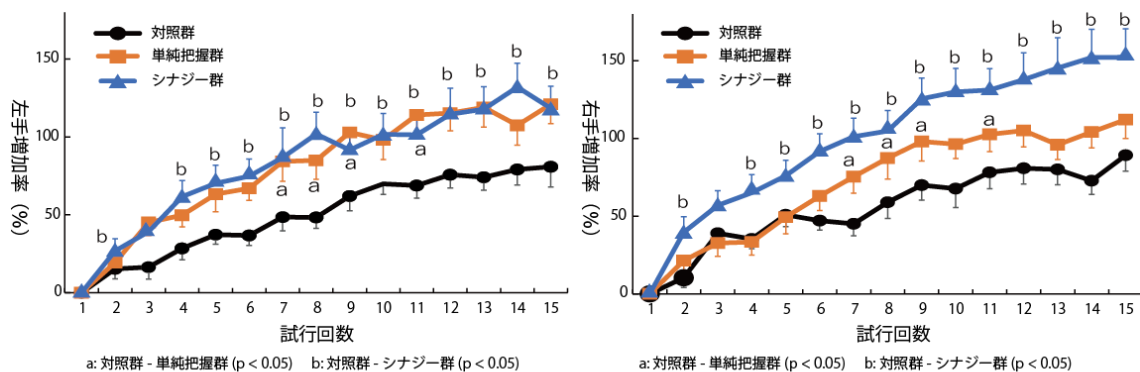 対照群
単純把握群
シナジー群
左手増加率 (%)
150
100
50
0
b b b b b b b b b b b b b b
a a a a
1 2 3 4 5 6 7 8 9 10 11 12 13 14 15
試行回数
a: 対照群 - 単純把握群 (p < 0.05) b: 対照群 - シナジー群 (p < 0.05)
対照群
単純把握群
シナジー群
右手増加率 (%)
150
100
50
0
b b b b b b b b b b b b b
a a a a
1 2 3 4 5 6 7 8 9 10 11 12 13 14 15
試行回数
a: 対照群 - 単純把握群 (p < 0.05) b: 対照群 - シナジー群 (p < 0.05)